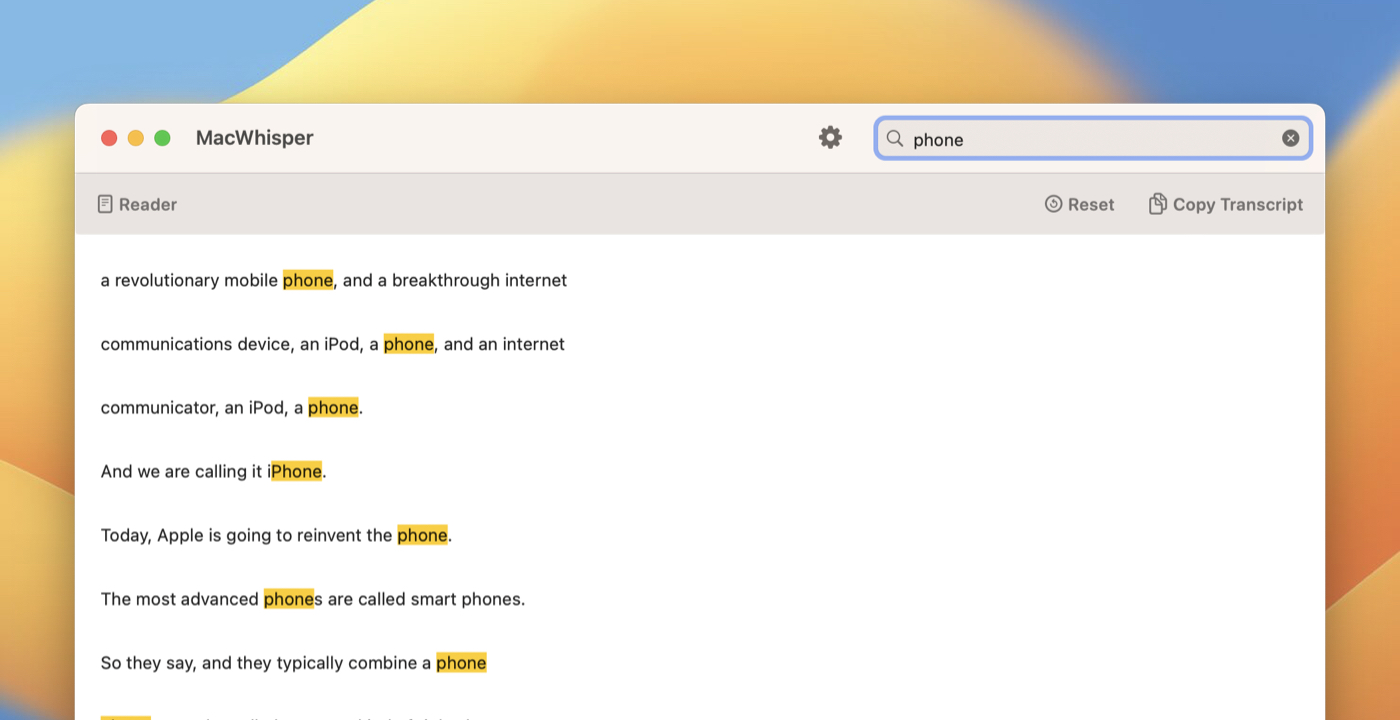 MacWhisper
phone
Reader
Reset
Copy Transcript
a revolutionary mobile phone, and a breakthrough internet
communications device, an iPod, a phone, and an internet
communicator, an iPod, a phone.
And we are calling it iPhone.
Today, Apple is going to reinvent the phone.
The most advanced phones are called smart phones.
So they say, and they typically combine a phone